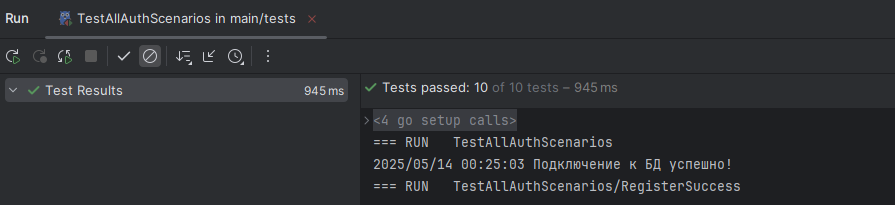 Run TestAllAuthScenarios in main/tests
Test Results 945 ms
Tests passed: 10 of 10 tests – 945 ms
<4 go setup calls>
=== RUN   TestAllAuthScenarios
2025/05/14 00:25:03 Подключение к БД успешно!
=== RUN   TestAllAuthScenarios/RegisterSuccess